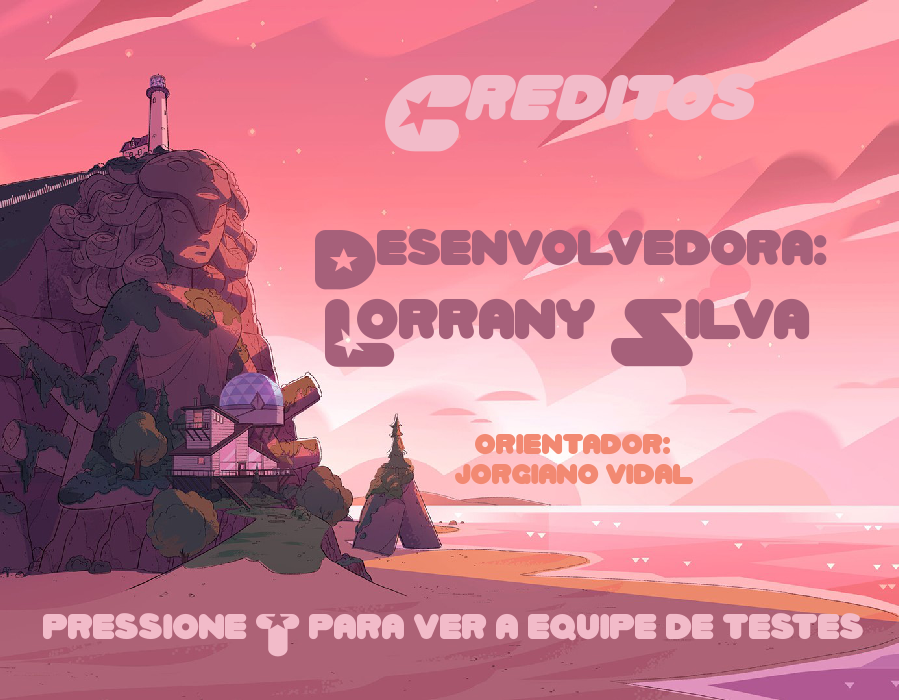 CREDITOS
DESENVOLVEDORA:
LORRANY SILVA
ORIENTADOR:
JORGIANO VIDAL
PRESSIONE T PARA VER A EQUIPE DE TESTES